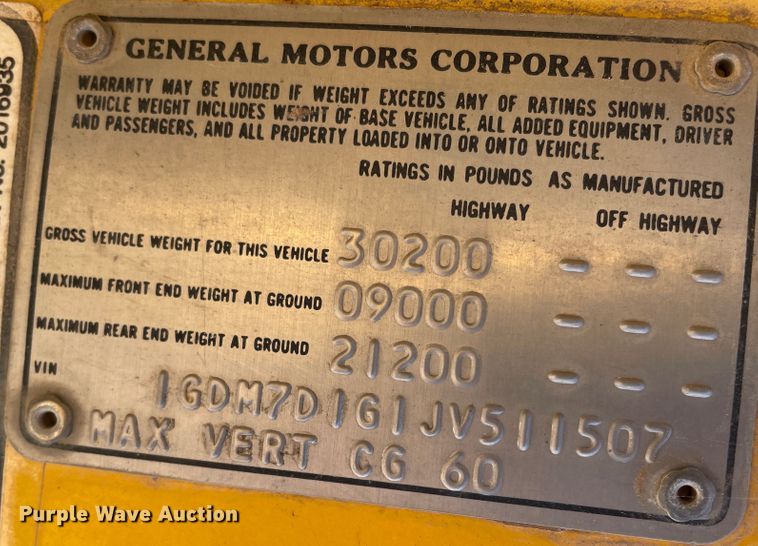 GENERAL MOTORS CORPORATION
WARRANTY MAY BE VOIDED IF WEIGHT EXCEEDS ANY OF RATINGS SHOWN. GROSS
VEHICLE WEIGHT INCLUDES WEIGHT OF BASE VEHICLE, ALL ADDED EQUIPMENT, DRIVER
AND PASSENGERS, AND ALL PROPERTY LOADED INTO OR ONTO VEHICLE.
RATINGS IN POUNDS AS MANUFACTURED
HIGHWAY OFF HIGHWAY
GROSS VEHICLE WEIGHT FOR THIS VEHICLE 30200 - - -
MAXIMUM FRONT END WEIGHT AT GROUND 09000 - - -
MAXIMUM REAR END WEIGHT AT GROUND 21200 - - -
VIN 1GDM7D1G1JV511507
MAX VERT CG 60
No. 2016935
Purple Wave Auction